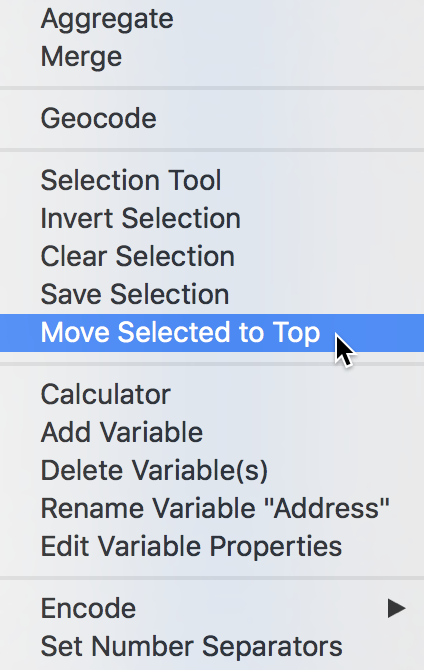 Aggregate
Merge
Geocode
Selection Tool
Invert Selection
Clear Selection
Save Selection
Move Selected to Top
Calculator
Add Variable
Delete Variable(s)
Rename Variable "Address"
Edit Variable Properties
Encode
Set Number Separators